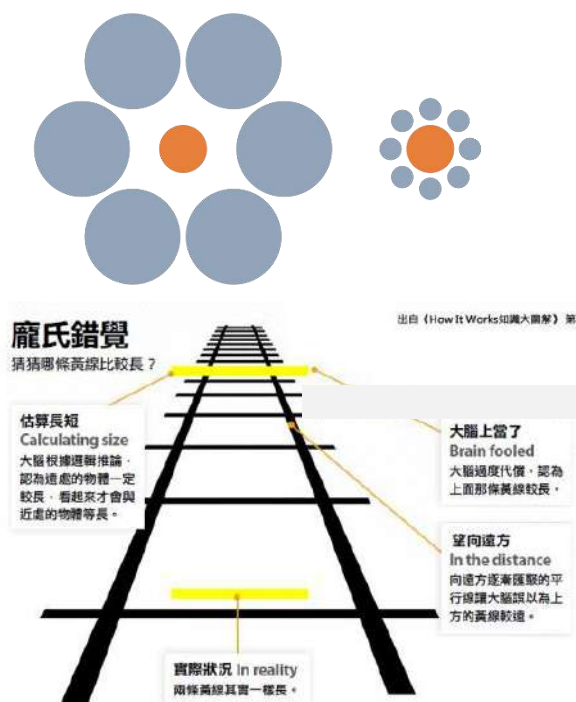 龐氏錯覺
猜猜哪條黃線比較長？
出自《How It Works知識大圖解》第
估算長短
Calculating size
大腦根據邏輯推論，
認為遠處的物體一定
較長，看起來才會與
近處的物體等長。
大腦上當了
Brain fooled
大腦過度代償，認為
上面那條黃線較長。
望向遠方
In the distance
向遠方逐漸匯聚的平
行線讓大腦誤以為上
方的黃線較遠。
實際狀況 In reality
兩條黃線其實一樣長。